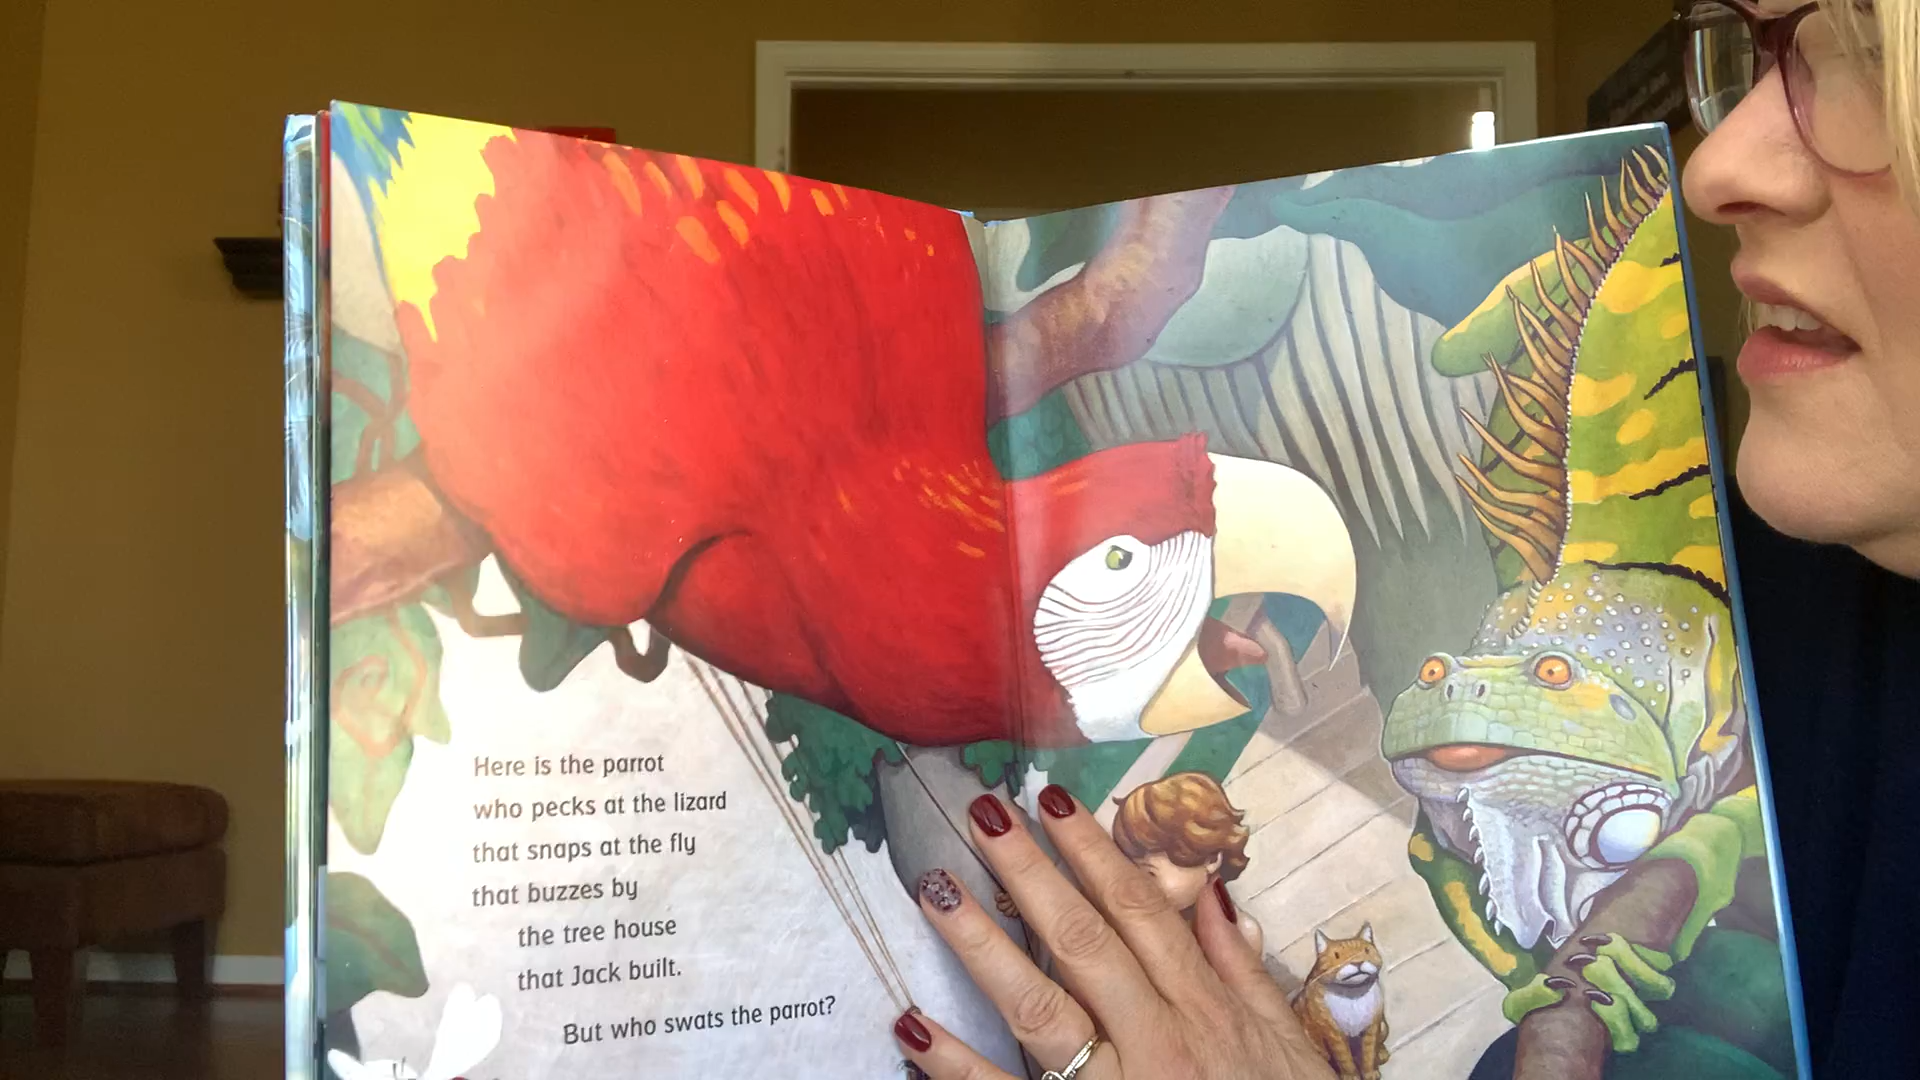 Here is the parrot
who pecks at the lizard
that snaps at the fly
that buzzes by
the tree house
that Jack built.
But who swats the parrot?